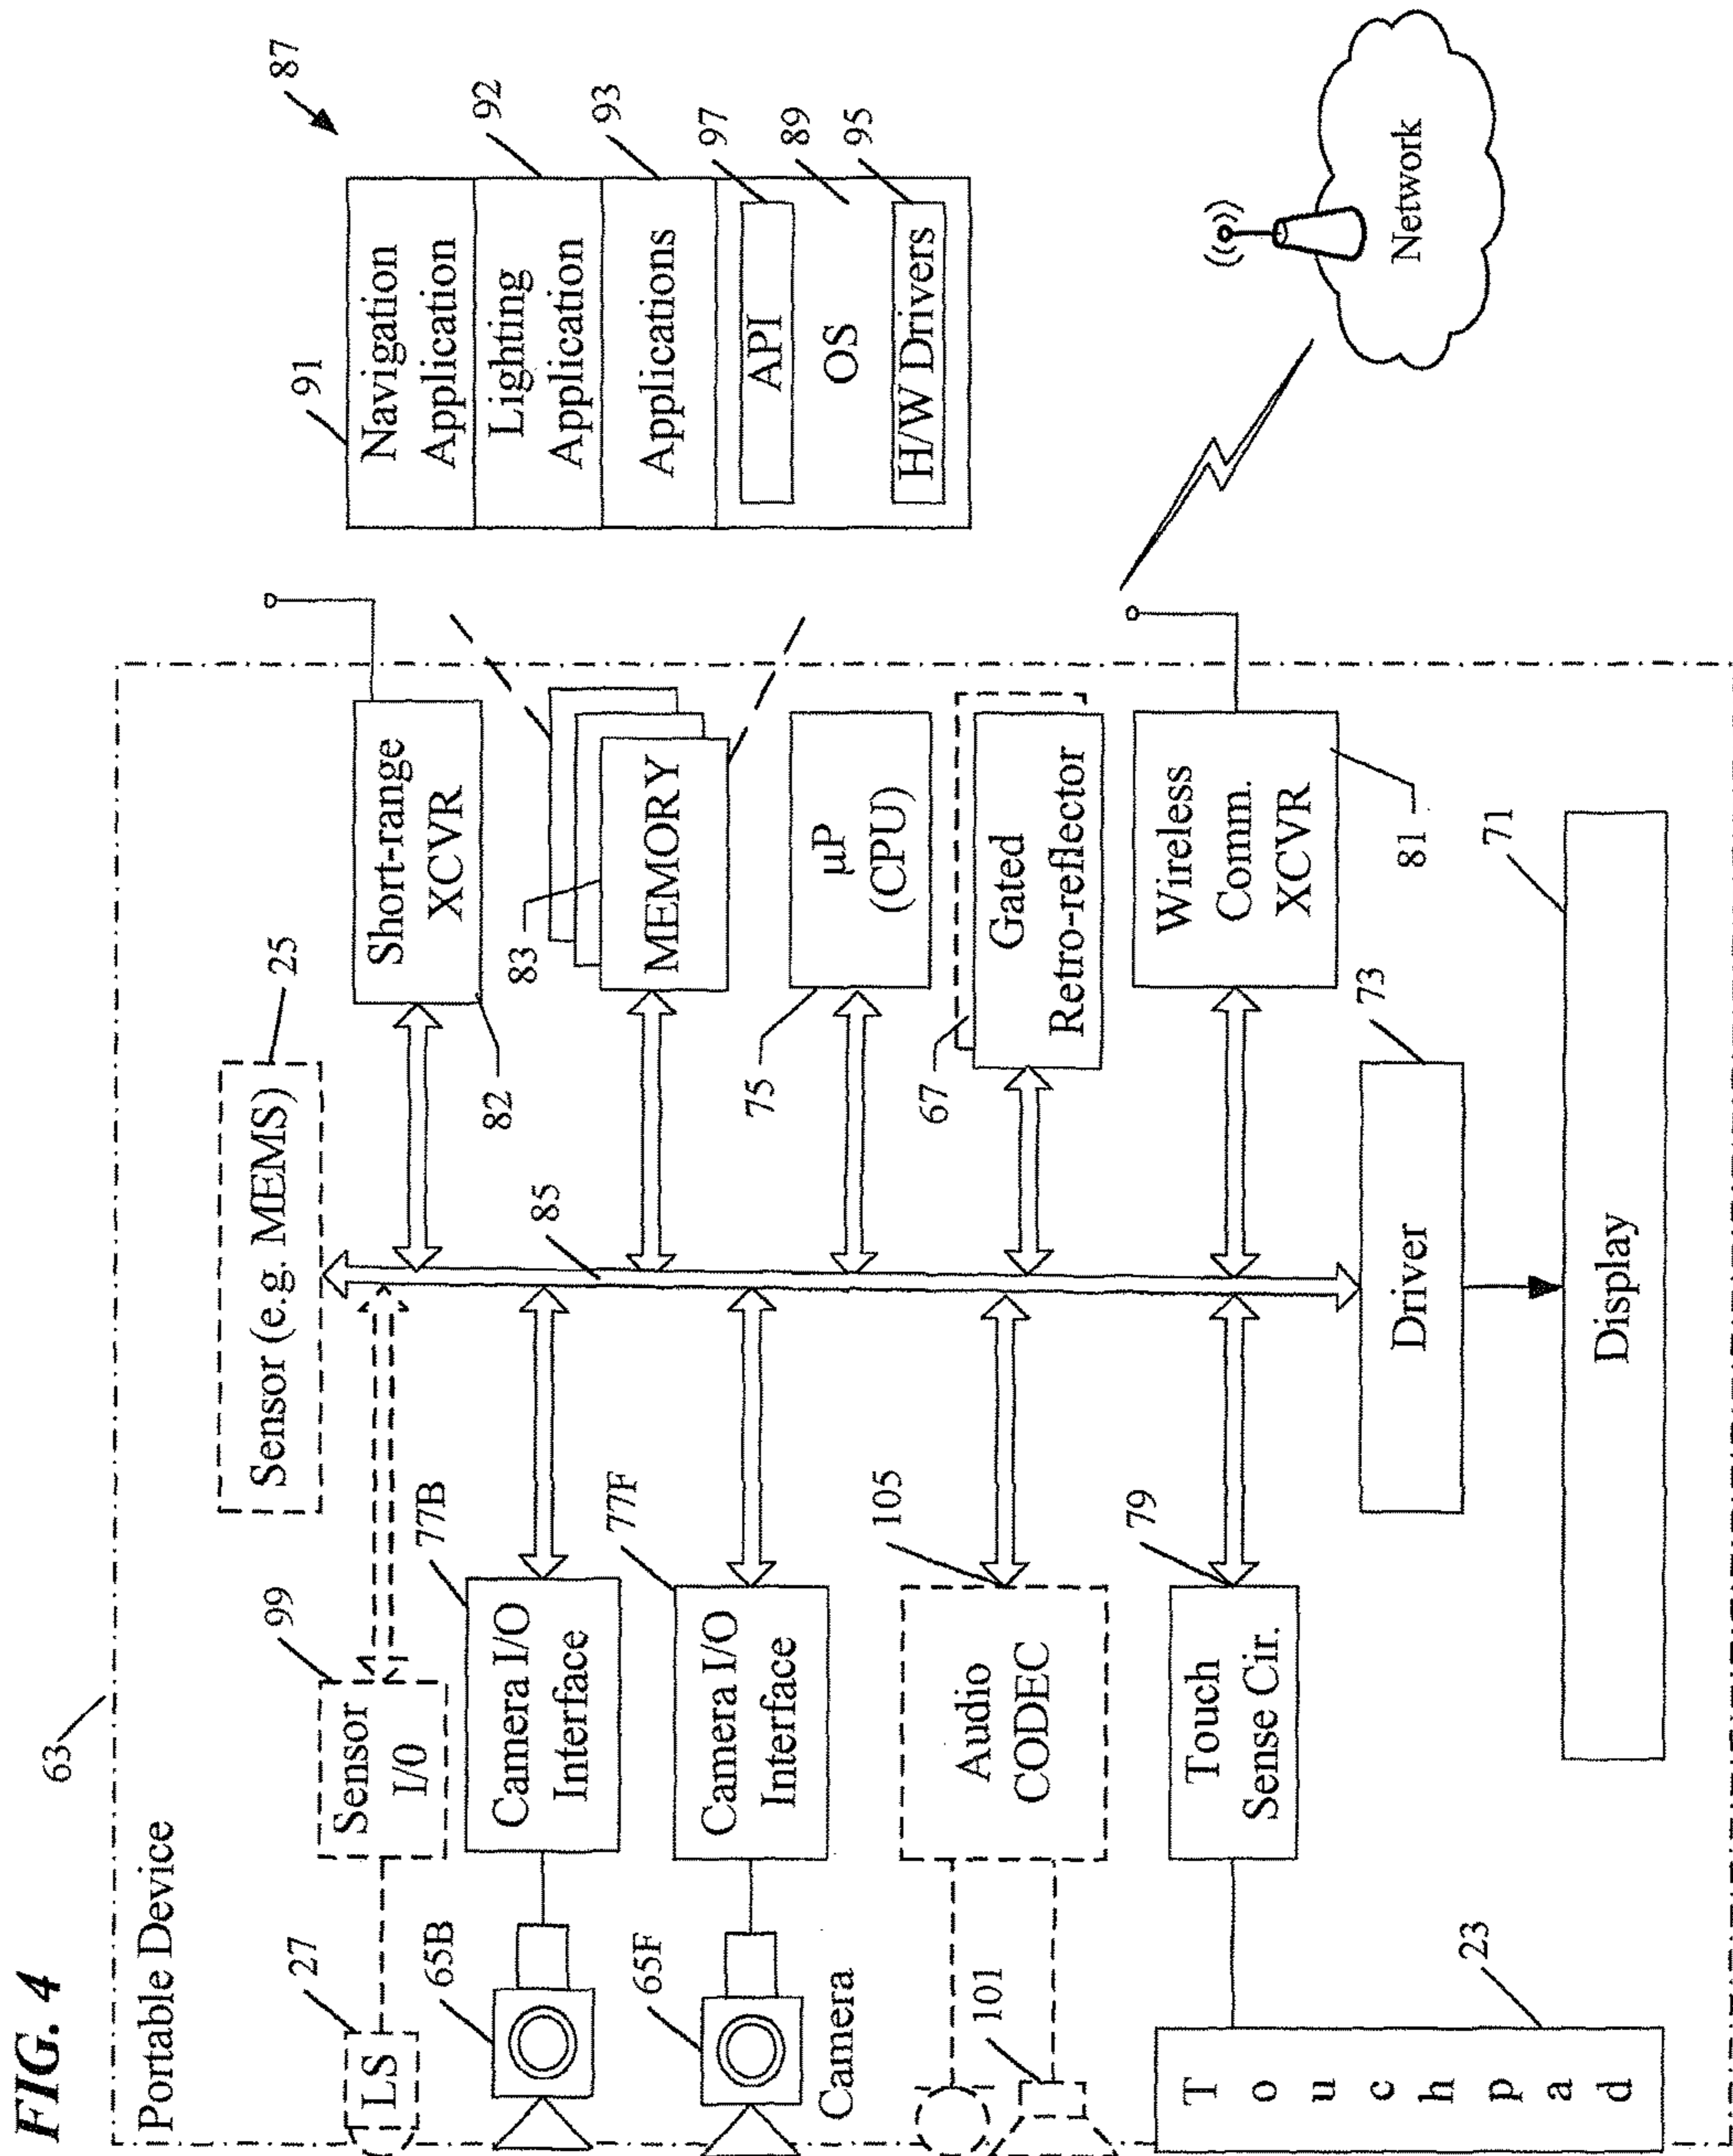 FIG. 4
63
Portable Device
Sensor (e.g. MEMS)
25
27
LS
99
Sensor
I/0
Short-range
XCVR
82
65B
77B
Camera I/O
Interface
85
83
MEMORY
65F
Camera
77F
Camera I/O
Interface
75
µP
(CPU)
67
Gated
Retro-reflector
101
105
Audio
CODEC
79
Touch
Sense Cir.
Wireless
Comm.
XCVR
81
23
Touchpad
73
Driver
71
Display
87
91
Navigation
Application
92
Lighting
Application
93
Applications
97
API
89
OS
95
H/W Drivers
Network